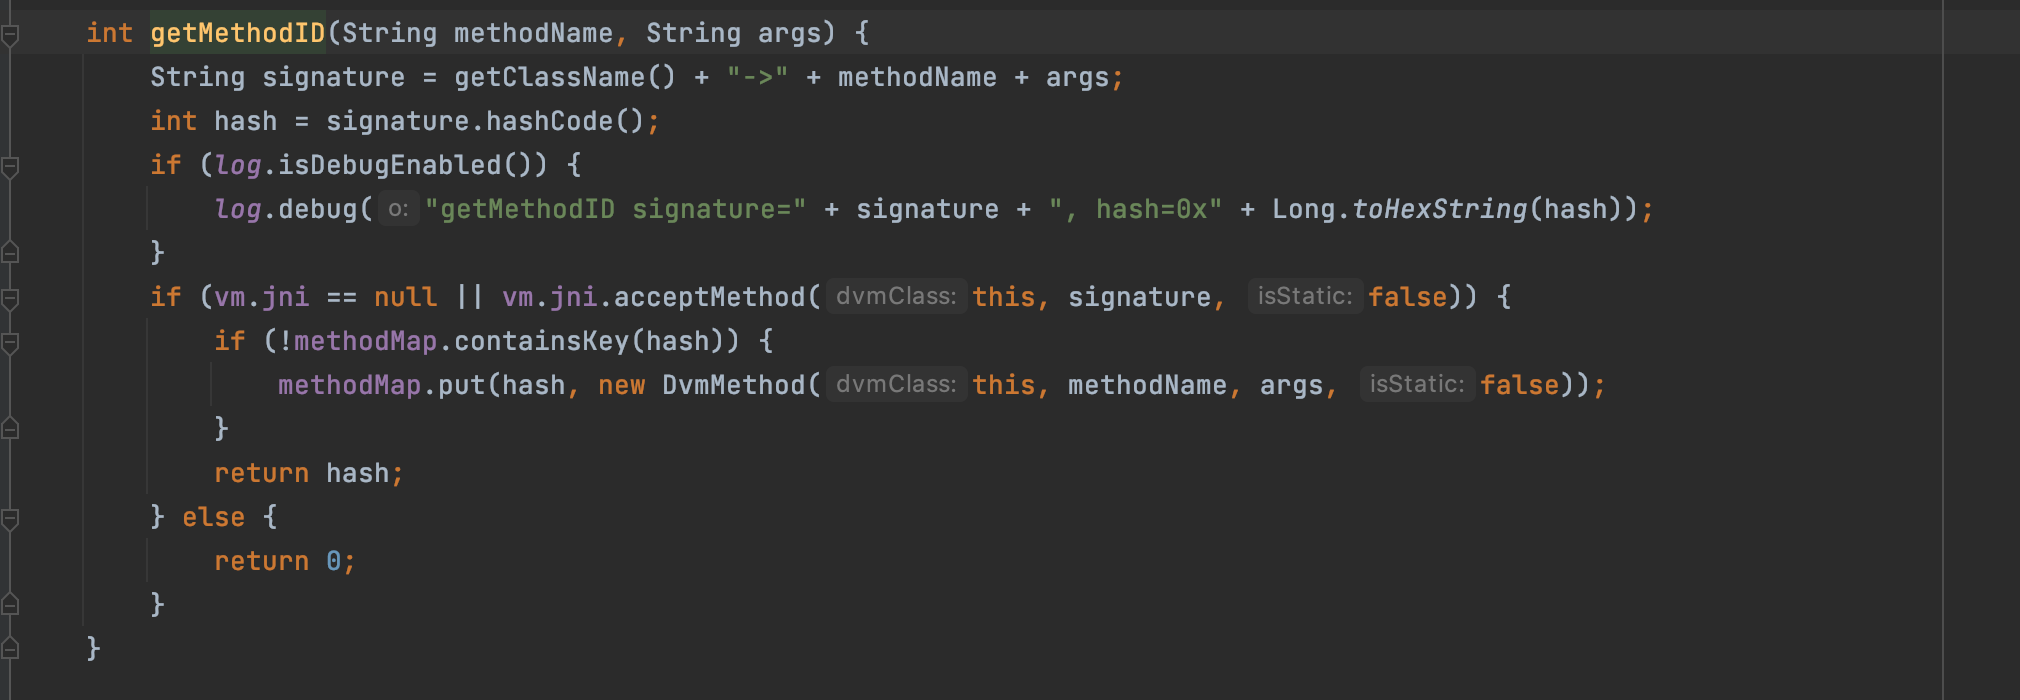 int getMethodID(String methodName, String args) {
String signature = getClassName() + "->" + methodName + args;
int hash = signature.hashCode();
if (log.isDebugEnabled()) {
log.debug( o: "getMethodID signature=" + signature + ", hash=0x" + Long.toHexString(hash));
}
if (vm.jni == null || vm.jni.acceptMethod( dvmClass: this, signature, isStatic: false)) {
if (!methodMap.containsKey(hash)) {
methodMap.put(hash, new DvmMethod( dvmClass: this, methodName, args, isStatic: false));
}
return hash;
} else {
return 0;
}
}